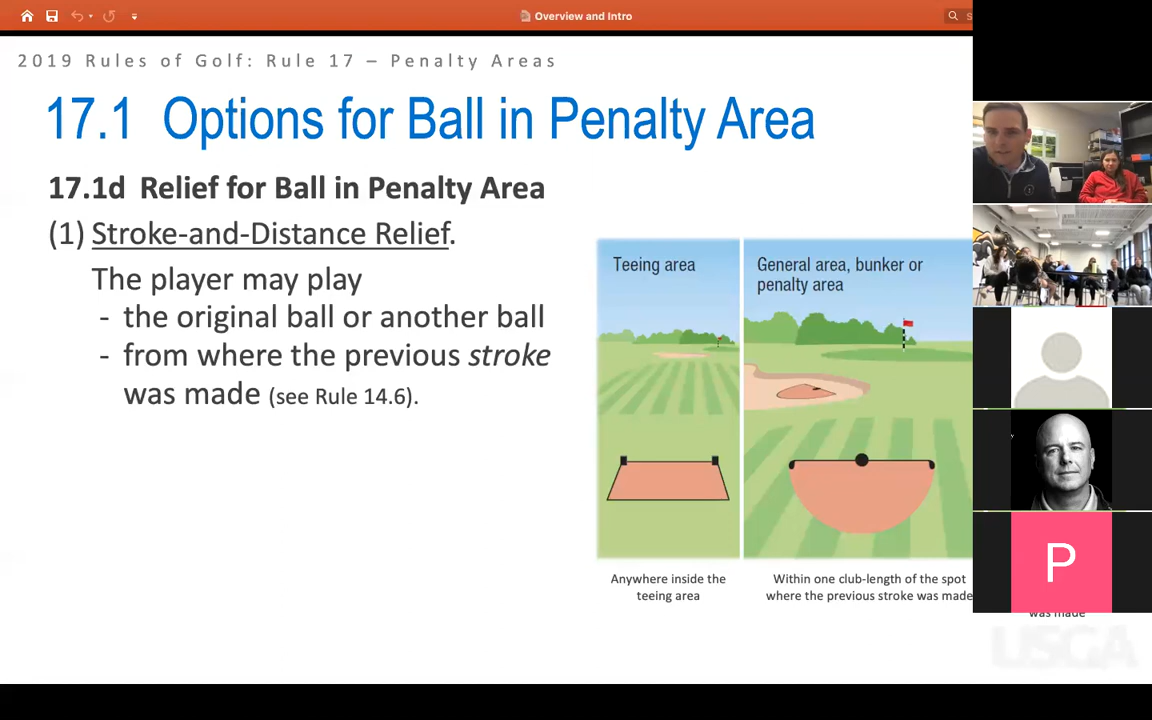 Overview and Intro
2019 Rules of Golf: Rule 17 – Penalty Areas
17.1 Options for Ball in Penalty Area
17.1d Relief for Ball in Penalty Area
(1) Stroke-and-Distance Relief.
The player may play
- the original ball or another ball
- from where the previous stroke
was made (see Rule 14.6).
Teeing area
General area, bunker or
penalty area
Anywhere inside the
teeing area
Within one club-length of the spot
where the previous stroke was made
was made
P
USGA